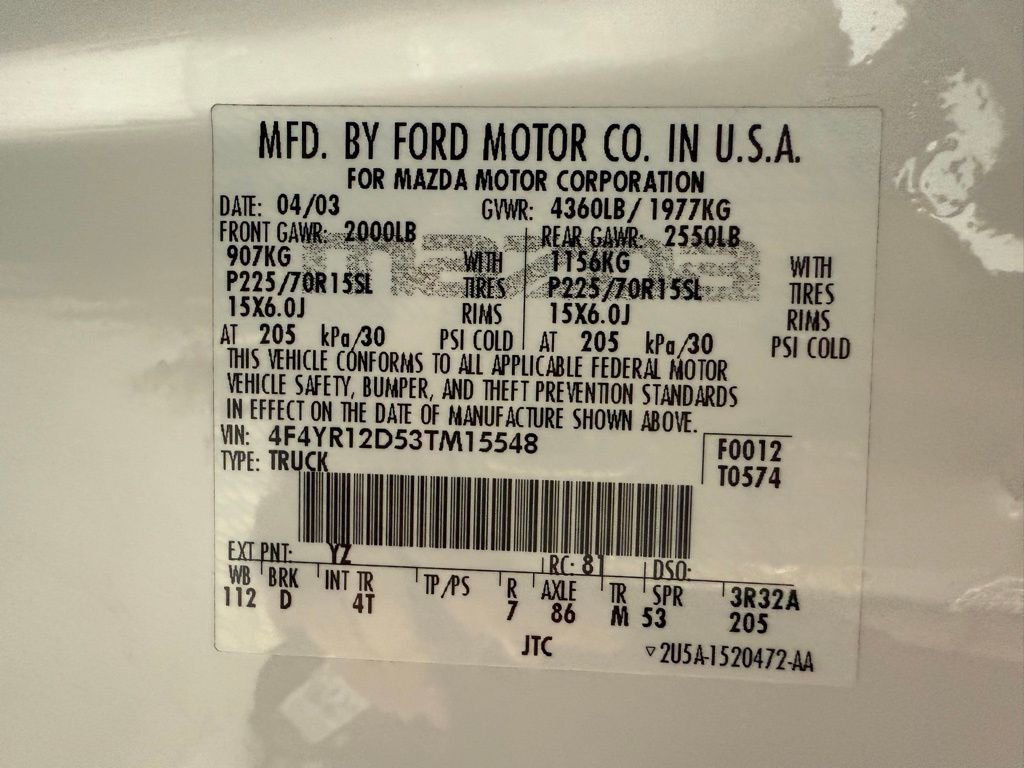 MFD. BY FORD MOTOR CO. IN U.S.A.
FOR MAZDA MOTOR CORPORATION
DATE: 04/03 GVWR: 4360LB/ 1977KG
FRONT GAWR: 2000LB REAR GAWR: 2550LB
907KG WITH 1156KG WITH
P225/70R15SL TIRES P225/70R15SL TIRES
15X6.0J RIMS 15X6.0J RIMS
AT 205 kPa/30 PSI COLD AT 205 kPa/30 PSI COLD
mazda
THIS VEHICLE CONFORMS TO ALL APPLICABLE FEDERAL MOTOR
VEHICLE SAFETY, BUMPER, AND THEFT PREVENTION STANDARDS
IN EFFECT ON THE DATE OF MANUFACTURE SHOWN ABOVE.
VIN: 4F4YR12D53TM15548 F0012
TYPE: TRUCK T0574
EXT PNT: YZ RC: 81 DSO:
WB BRK INT TR TP/PS R AXLE TR SPR 3R32A
112 D 4T 7 86 M 53 205
JTC ▽2U5A-1520472-AA